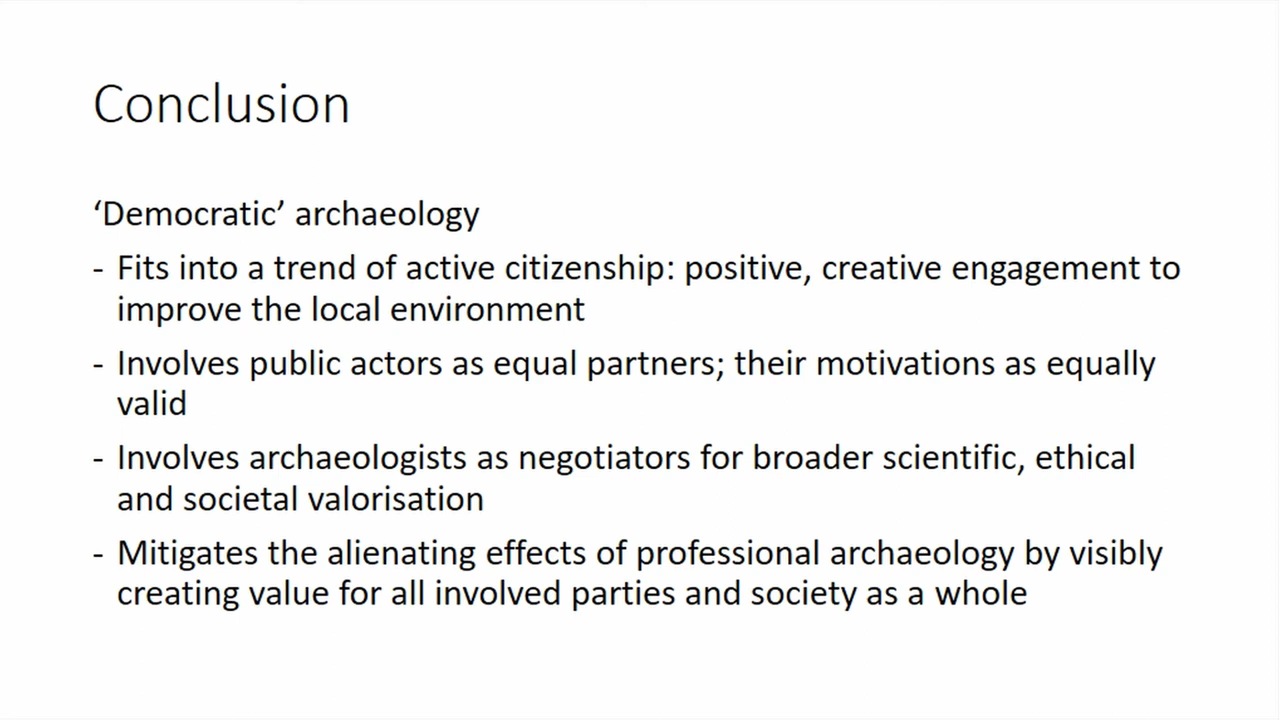 Conclusion
‘Democratic’ archaeology
- Fits into a trend of active citizenship: positive, creative engagement to
improve the local environment
- Involves public actors as equal partners; their motivations as equally
valid
- Involves archaeologists as negotiators for broader scientific, ethical
and societal valorisation
- Mitigates the alienating effects of professional archaeology by visibly
creating value for all involved parties and society as a whole